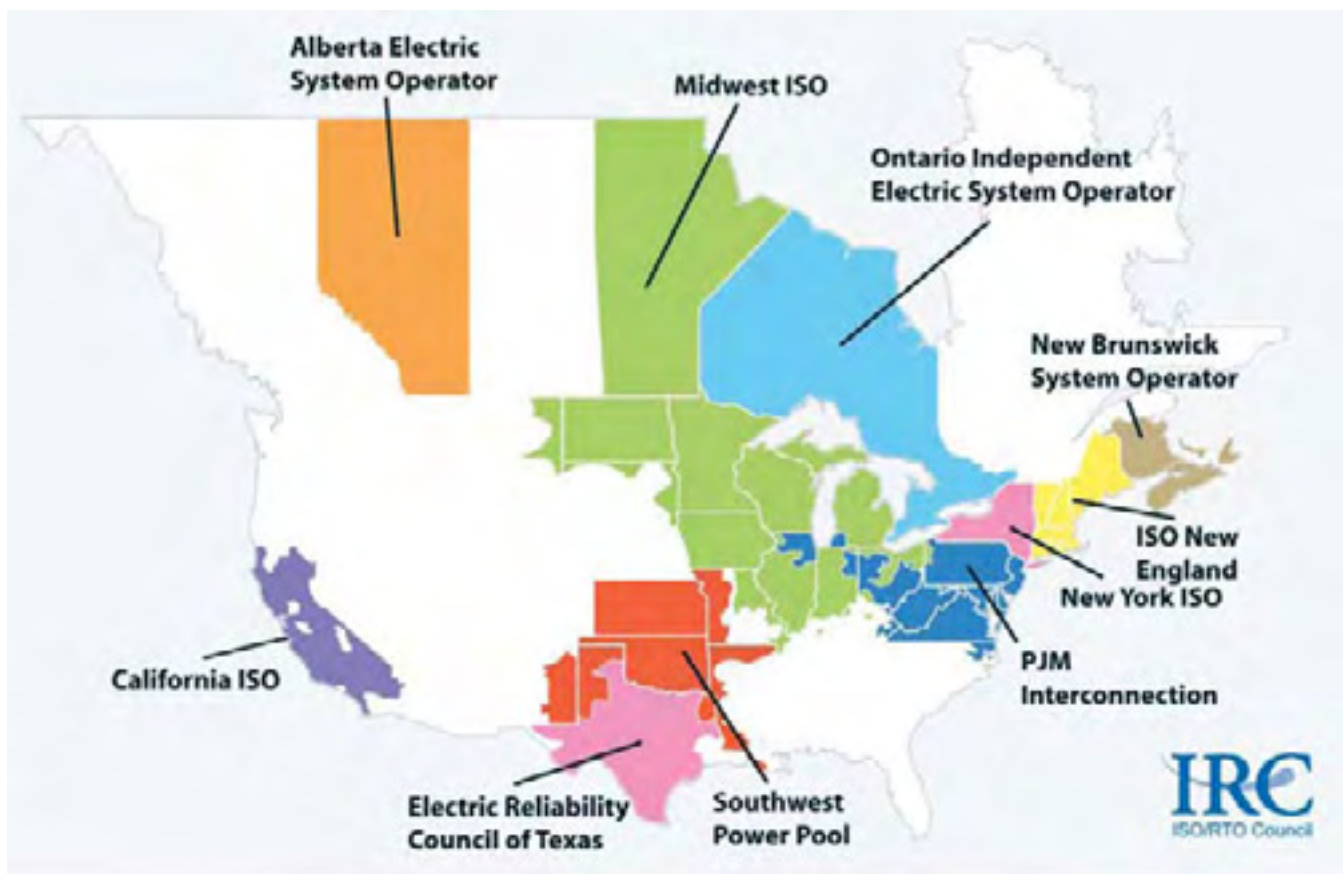 Alberta Electric
System Operator
Midwest ISO
Ontario Independent
Electric System Operator
New Brunswick
System Operator
ISO New
England
New York ISO
PJM
Interconnection
California ISO
Electric Reliability
Council of Texas
Southwest
Power Pool
IRC
ISO/RTO Council